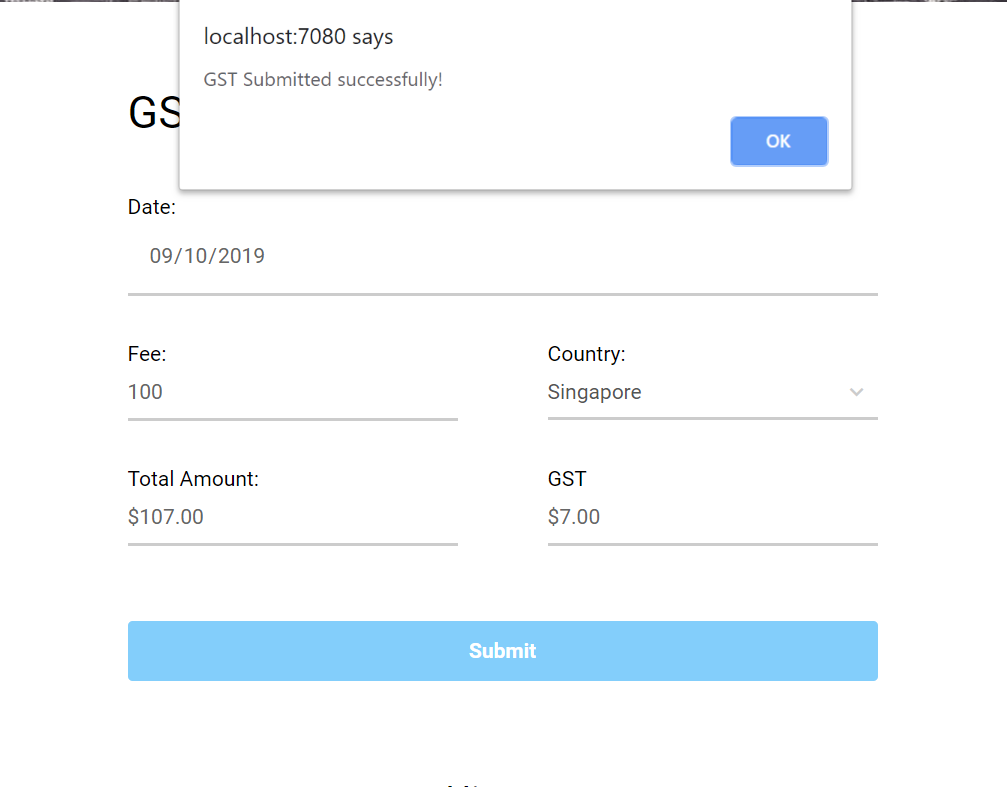 localhost:7080 says
GST Submitted successfully!
OK
GS
Date:
09/10/2019
Fee:
Country:
100
Singapore
Total Amount:
GST
$107.00
$7.00
Submit